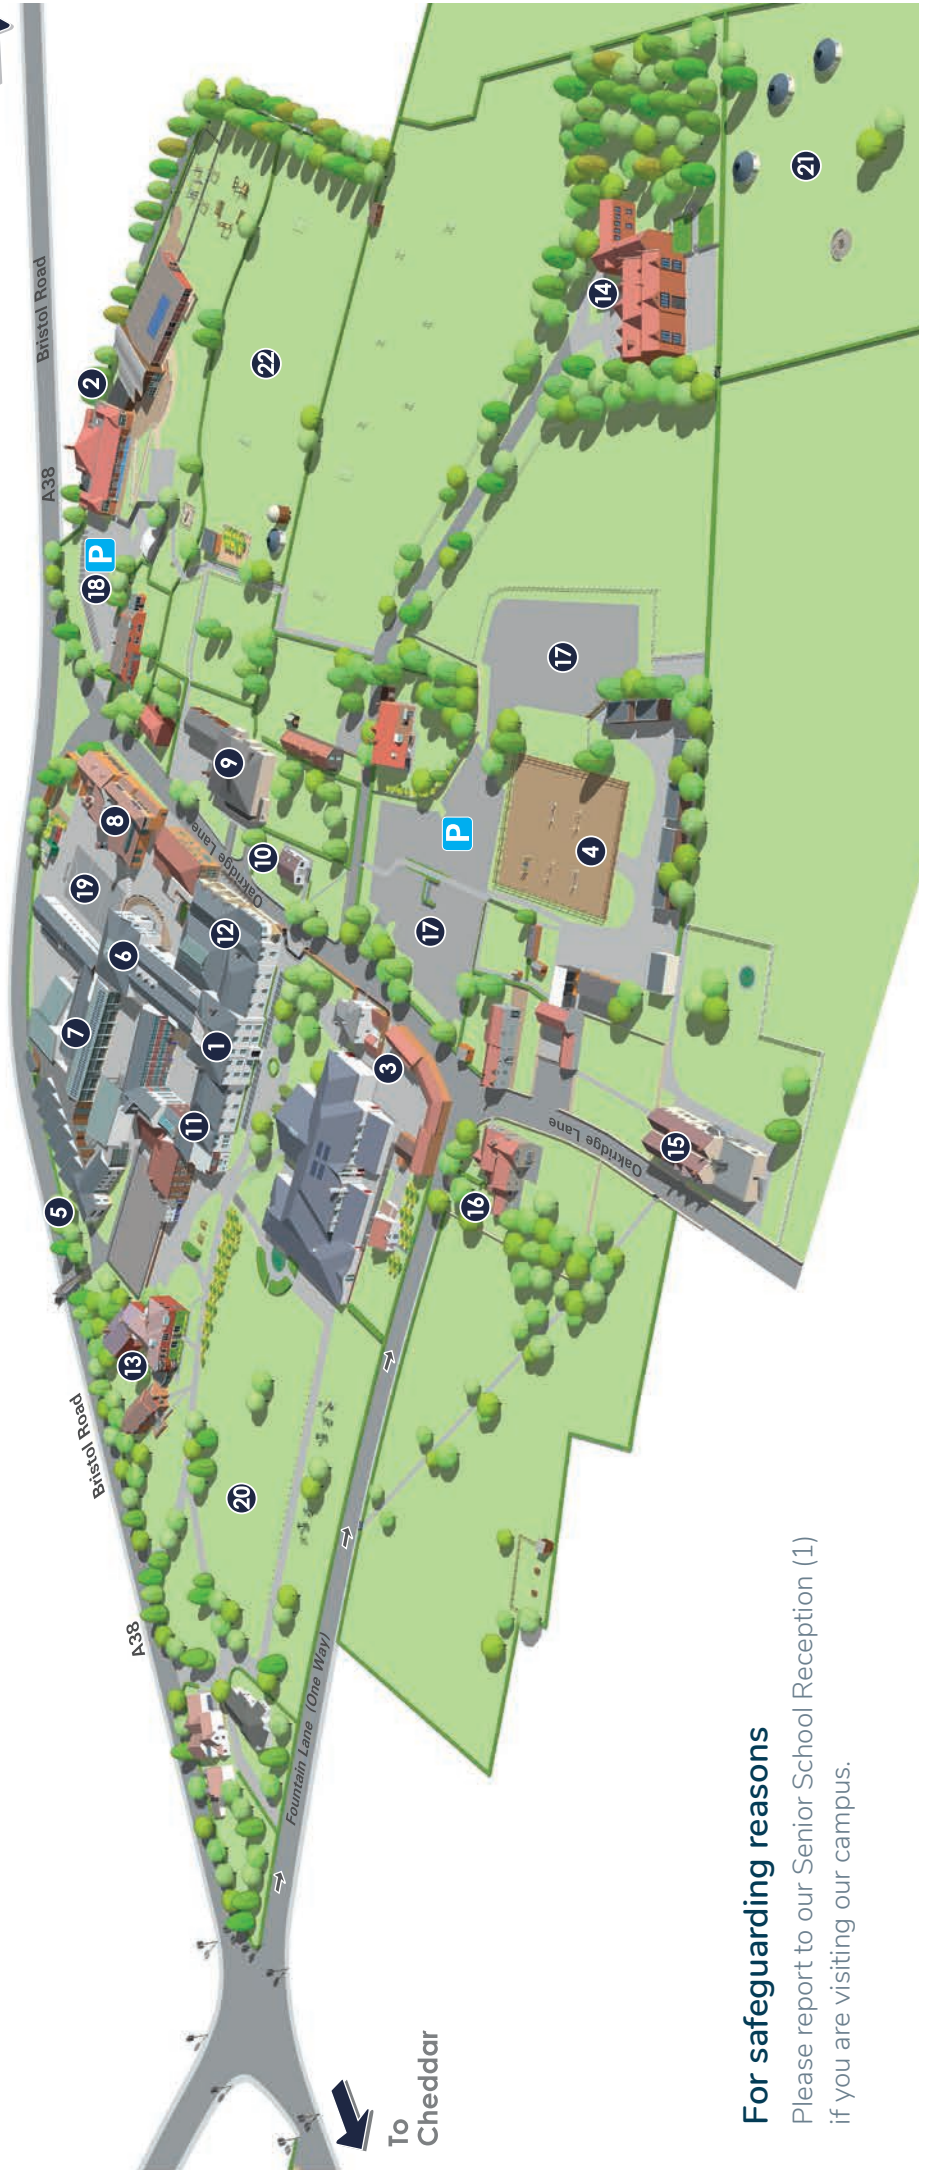 Bristol Road
A38
2
P
18
22
14
21
17
9
8
19
10
Oakridge Lane
12
6
7
1
P
4
17
3
11
5
16
Oakridge Lane
15
13
Bristol Road
20
A38
Fountain Lane (One Way)
To
Cheddar
For safeguarding reasons
Please report to our Senior School Reception (1)
if you are visiting our campus.